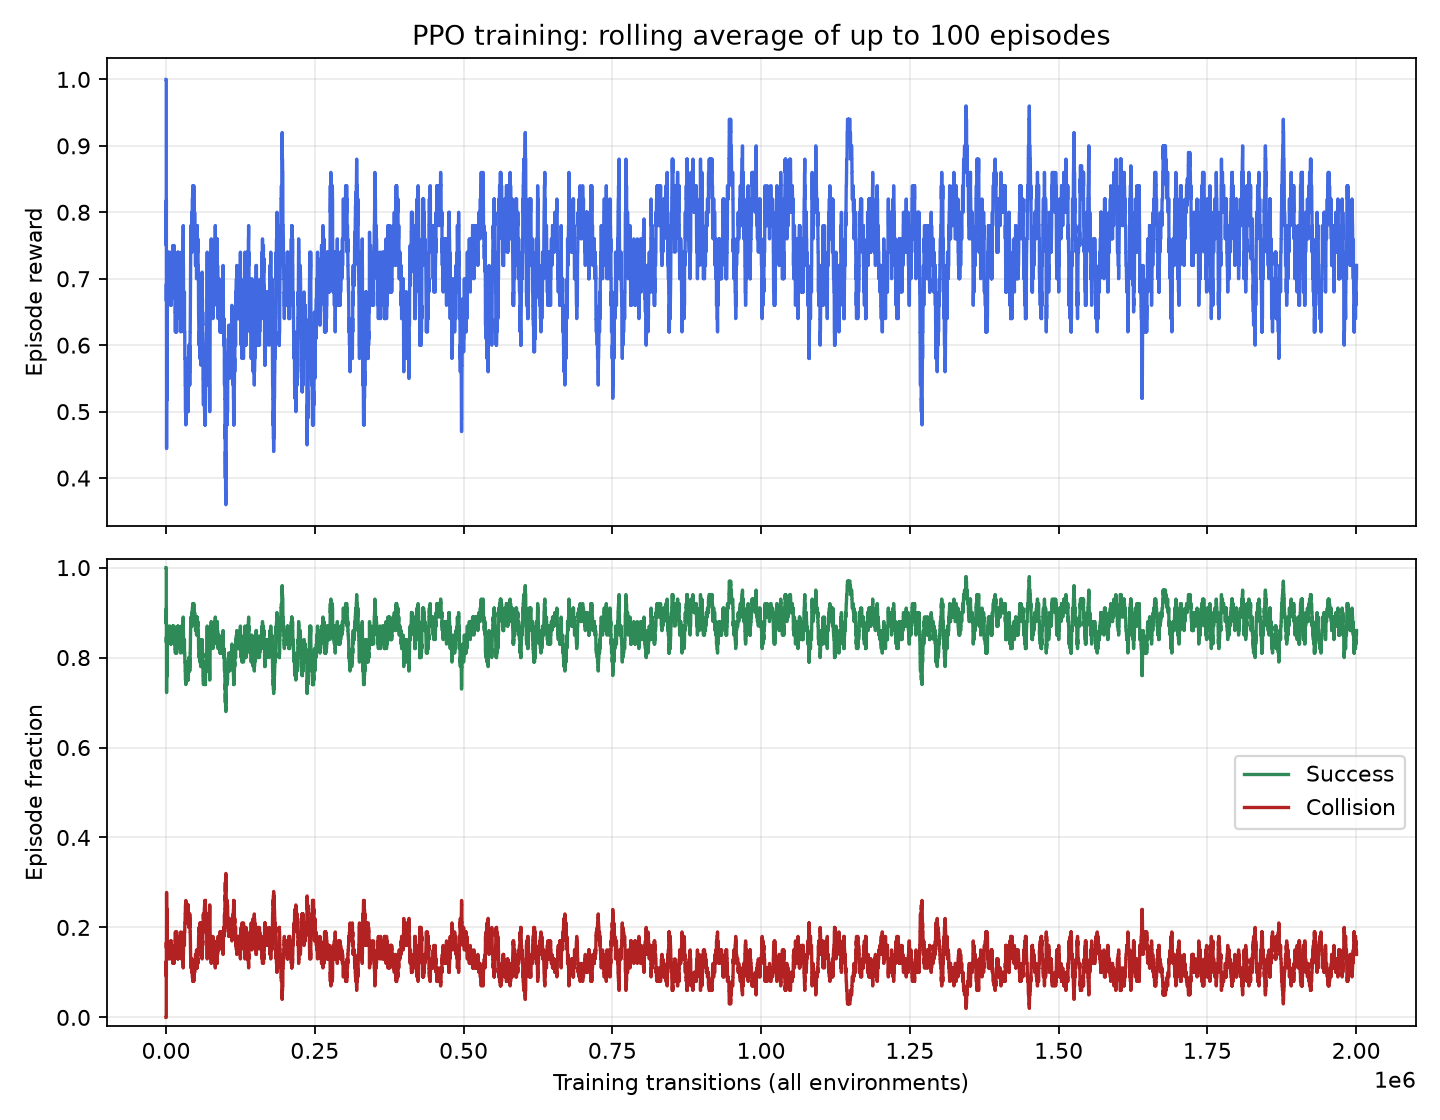 PPO training: rolling average of up to 100 episodes
1.0
0.9
0.8
0.7
0.6
0.5
0.4
Episode reward
1.0
0.8
0.6
0.4
0.2
0.0
Episode fraction
Success
Collision
0.00 0.25 0.50 0.75 1.00 1.25 1.50 1.75 2.00
1e6
Training transitions (all environments)